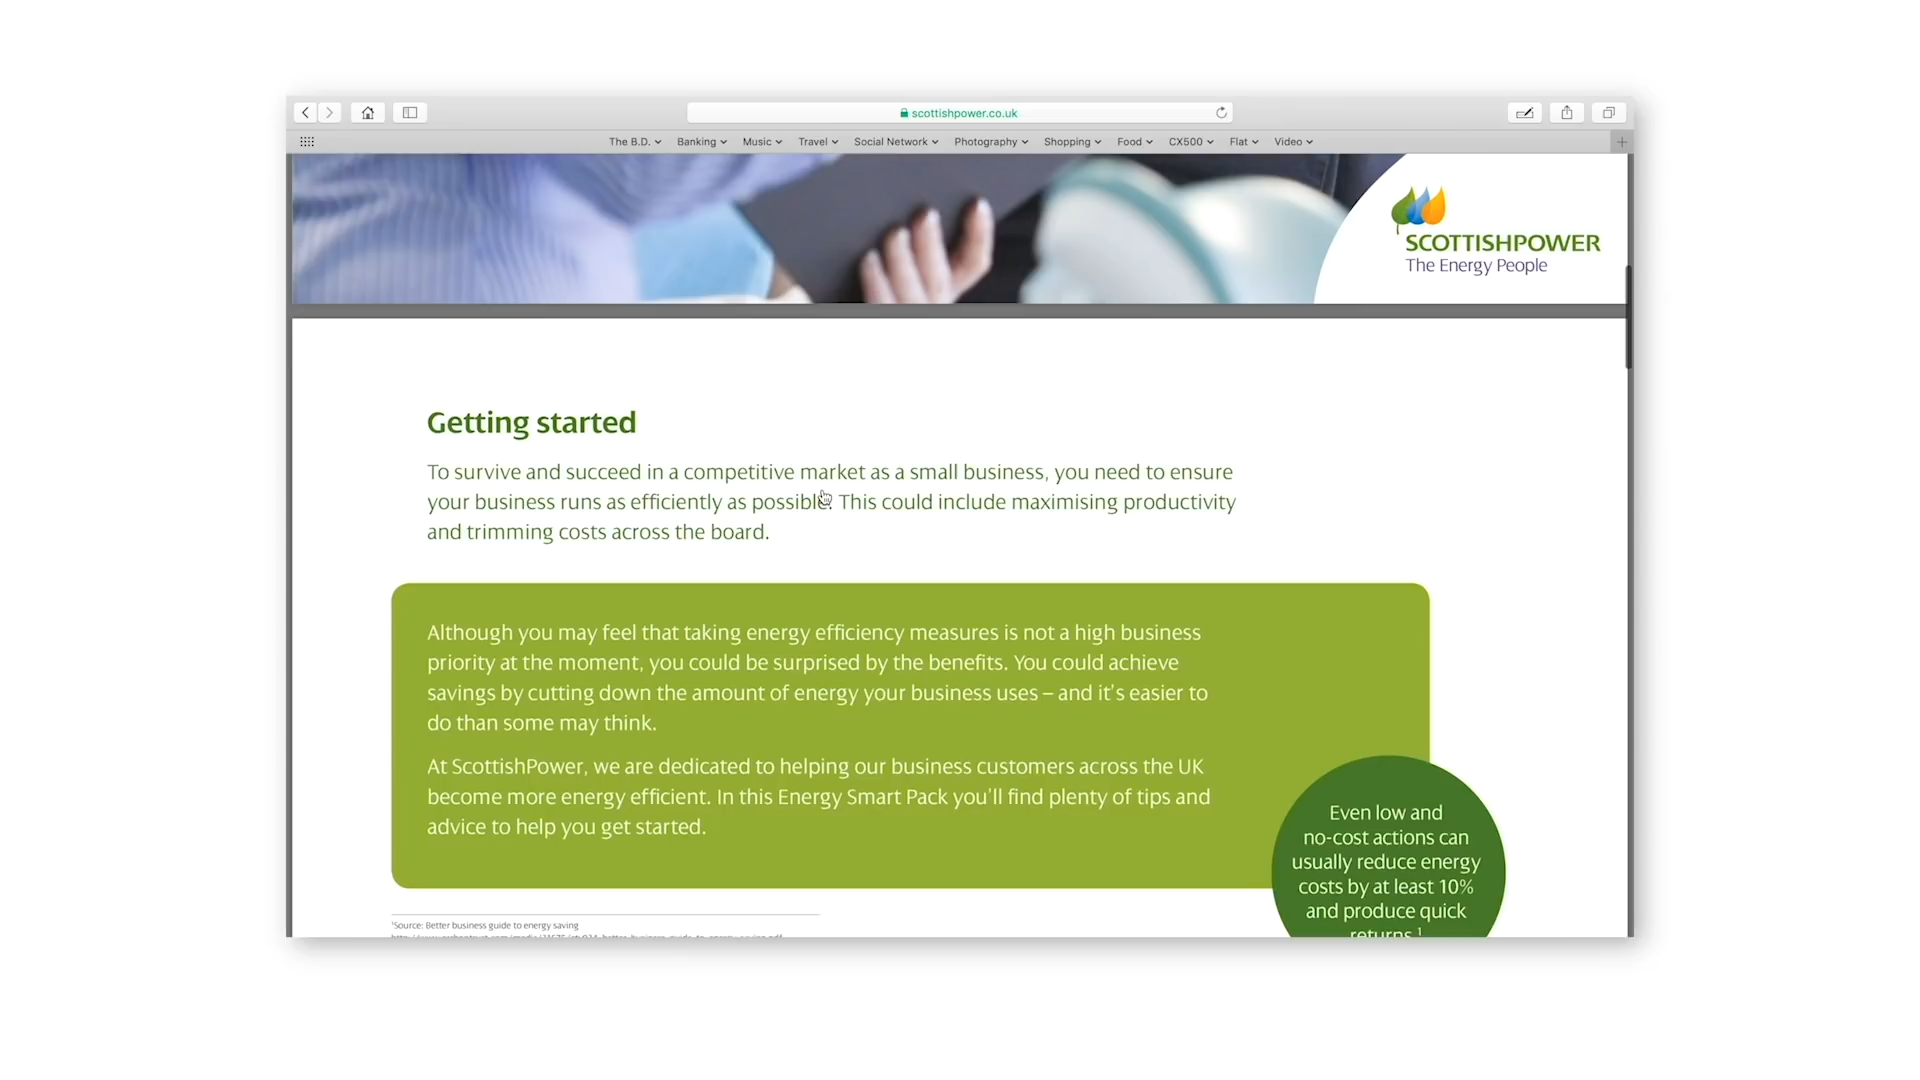 scottishpower.co.uk
The B.D. Banking Music Travel Social Network Photography Shopping Food CX500 Flat Video
SCOTTISHPOWER
The Energy People
Getting started
To survive and succeed in a competitive market as a small business, you need to ensure
your business runs as efficiently as possible. This could include maximising productivity
and trimming costs across the board.
Although you may feel that taking energy efficiency measures is not a high business
priority at the moment, you could be surprised by the benefits. You could achieve
savings by cutting down the amount of energy your business uses – and it's easier to
do than some may think.
At ScottishPower, we are dedicated to helping our business customers across the UK
become more energy efficient. In this Energy Smart Pack you'll find plenty of tips and
advice to help you get started.
Even low and
no-cost actions can
usually reduce energy
costs by at least 10%
and produce quick
returns.¹
¹Source: Better business guide to energy saving